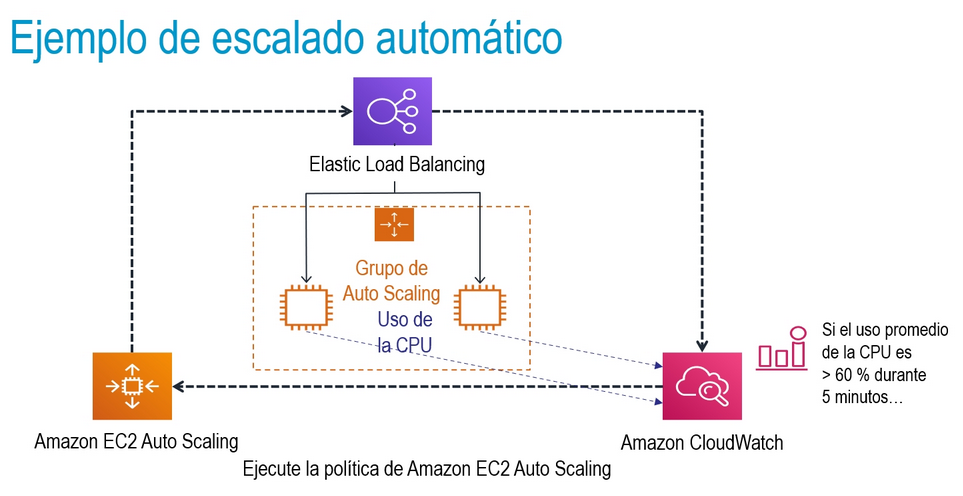 Ejemplo de escalado automático
Elastic Load Balancing
Grupo de
Auto Scaling
Uso de
la CPU
Si el uso promedio
de la CPU es
> 60 % durante
5 minutos...
Amazon EC2 Auto Scaling
Amazon CloudWatch
Ejecute la política de Amazon EC2 Auto Scaling